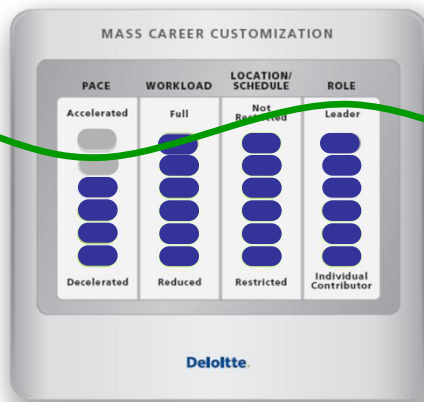 MASS CAREER CUSTOMIZATION
PACE
WORKLOAD
LOCATION/
SCHEDULE
ROLE
Accelerated
Full
Not
Restricted
Leader
Decelerated
Reduced
Restricted
Individual
Contributor
Deloitte.